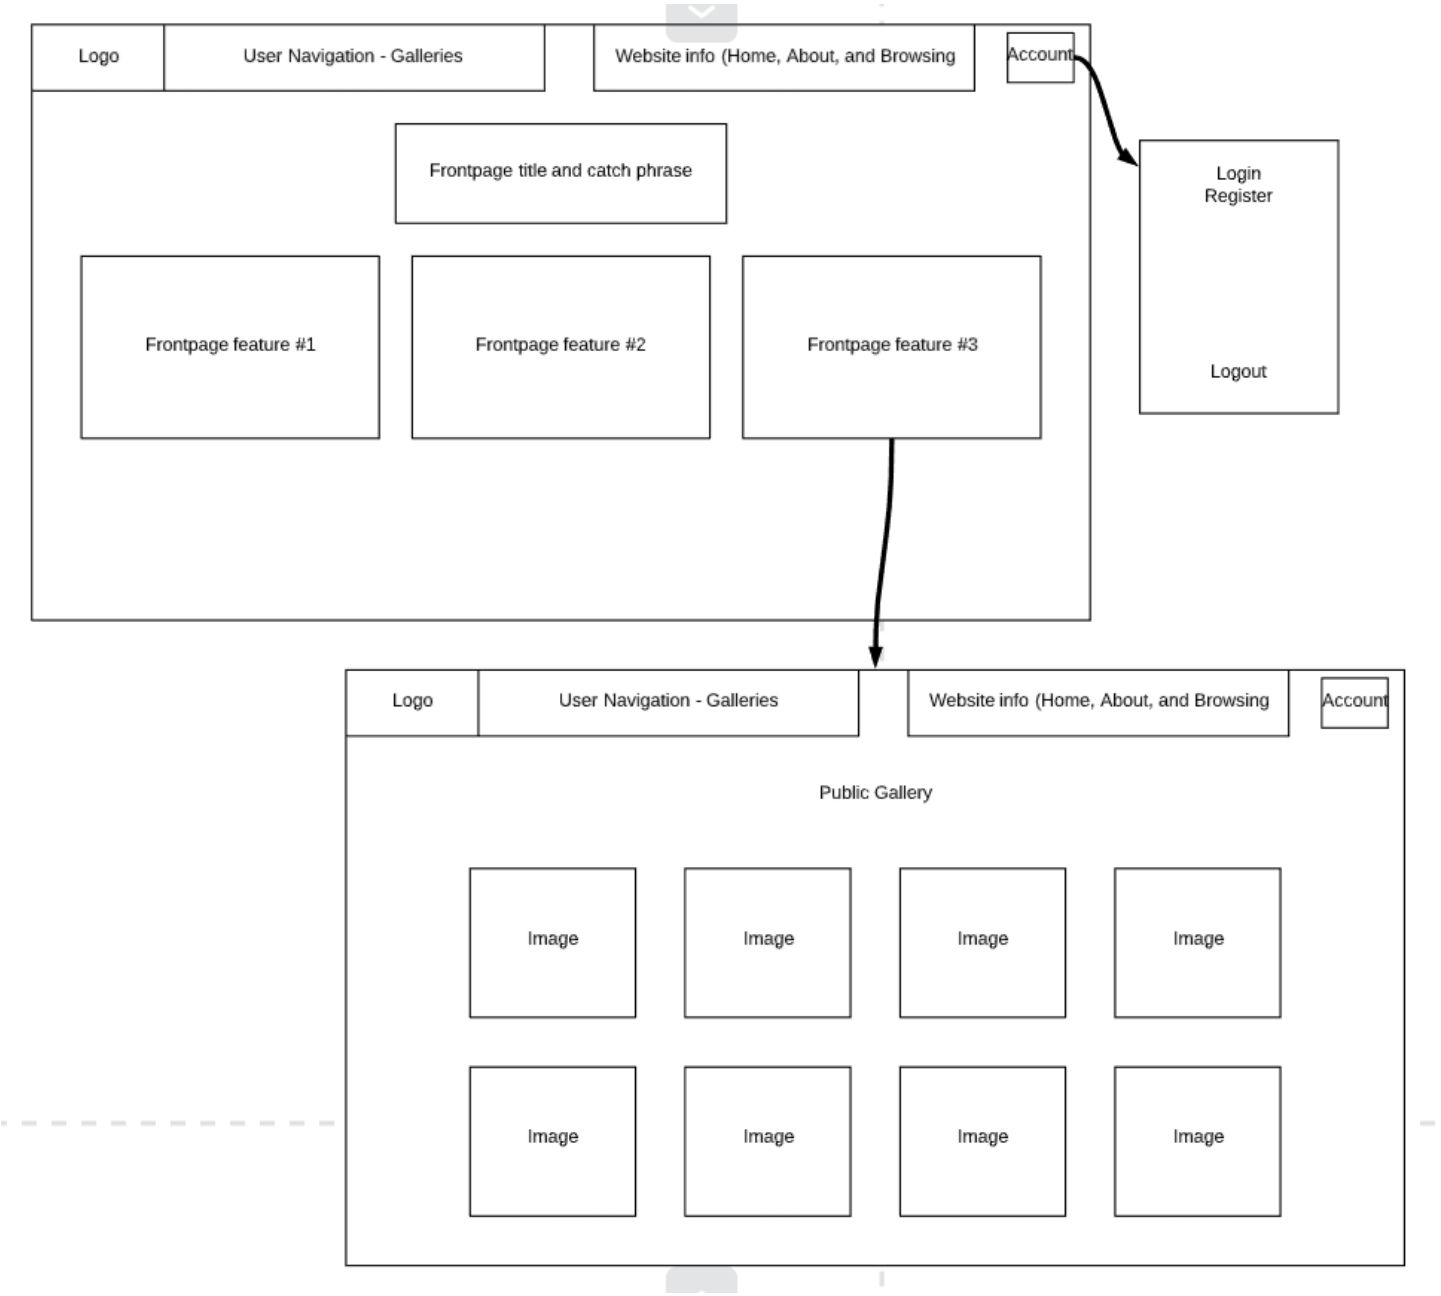 Logo
User Navigation - Galleries
Website info (Home, About, and Browsing
Account
Frontpage title and catch phrase
Login
Register
Logout
Frontpage feature #1
Frontpage feature #2
Frontpage feature #3
Logo
User Navigation - Galleries
Website info (Home, About, and Browsing
Account
Public Gallery
Image
Image
Image
Image
Image
Image
Image
Image